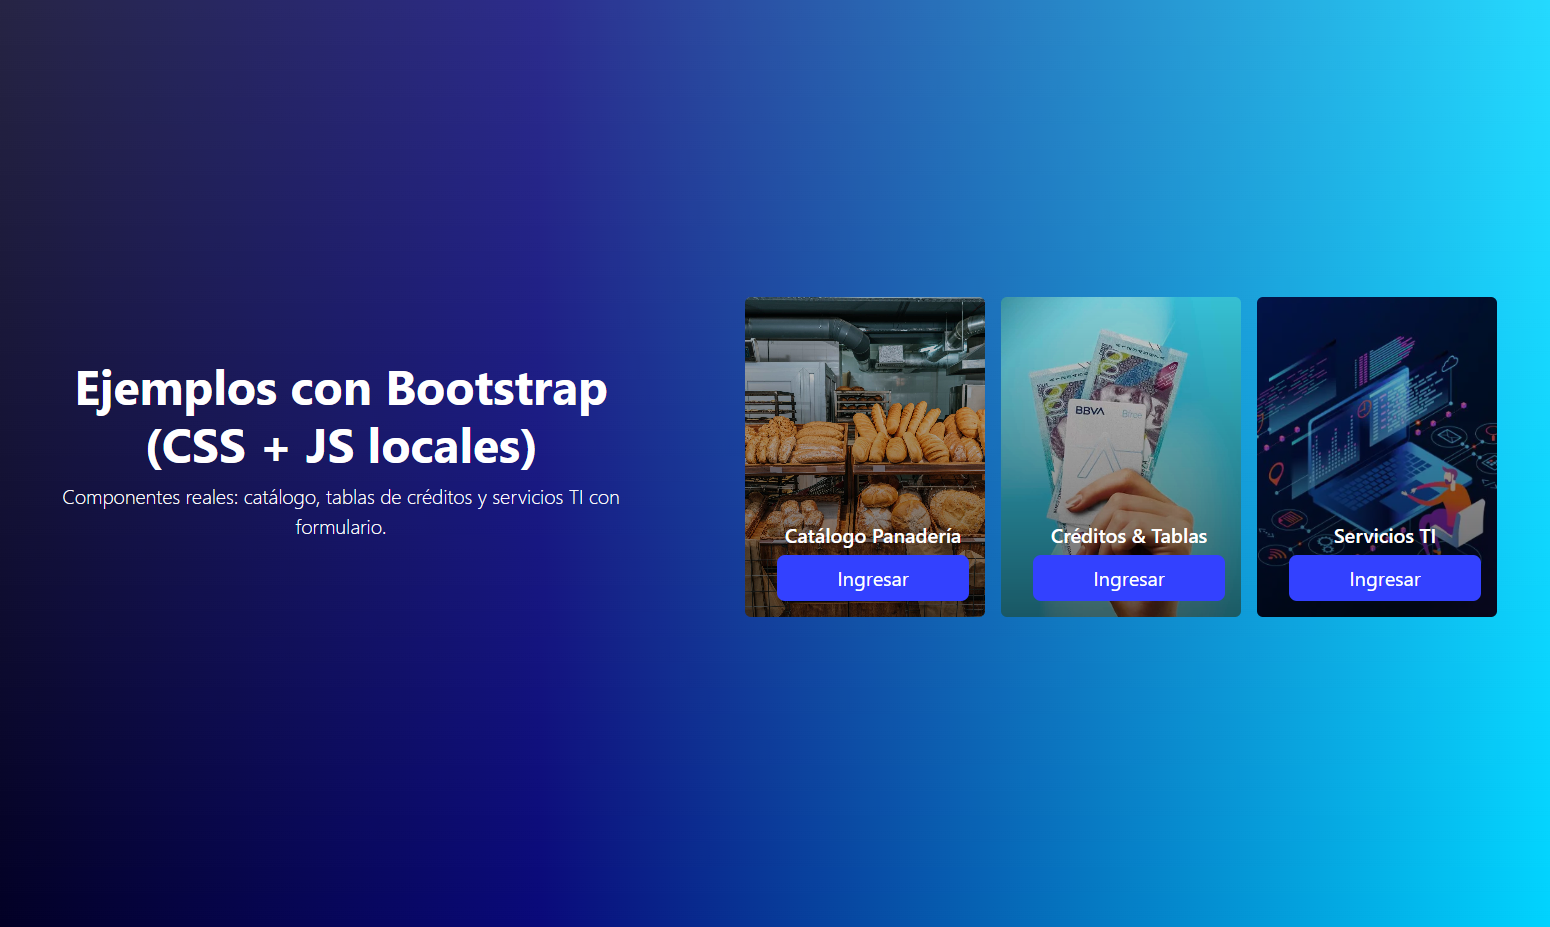 Ejemplos con Bootstrap
(CSS + JS locales)
Componentes reales: catálogo, tablas de créditos y servicios TI con
formulario.
Catálogo Panadería
Ingresar
BBVA
Créditos & Tablas
Ingresar
Servicios TI
Ingresar